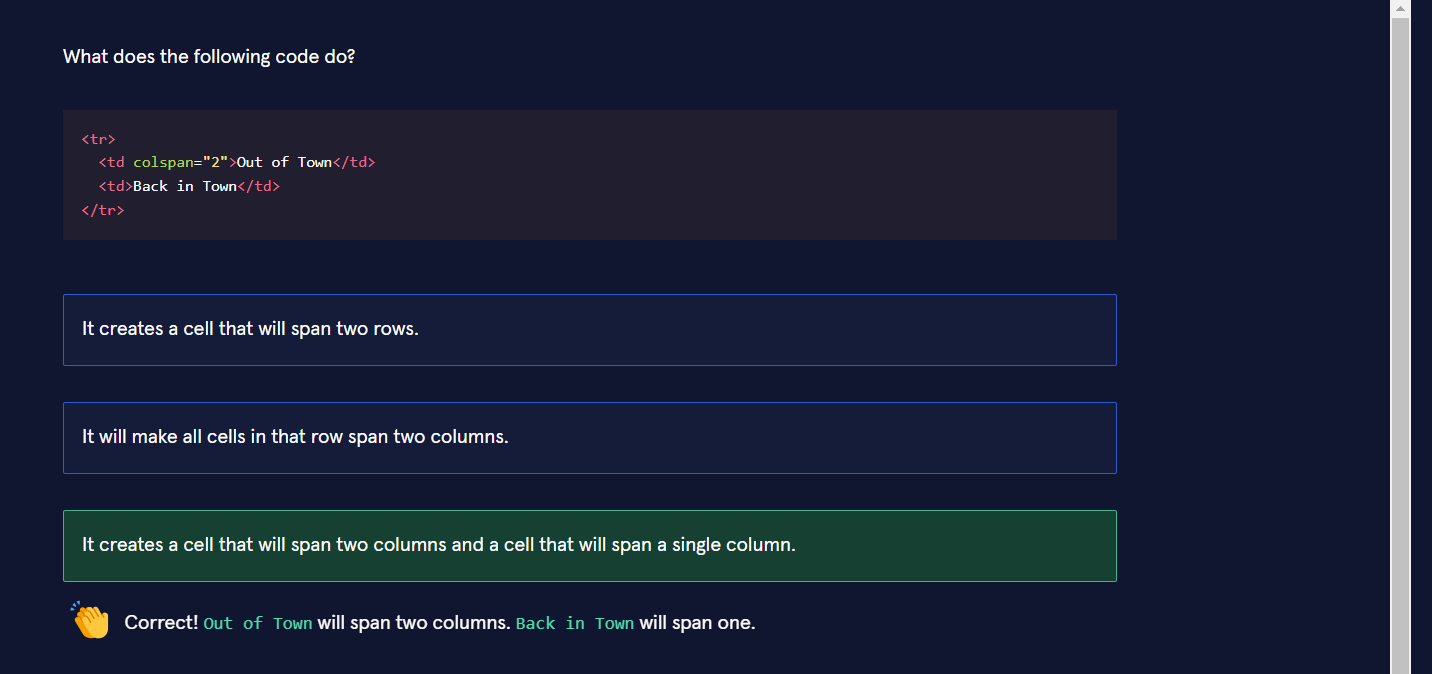 What does the following code do?
<tr>
<td colspan="2">Out of Town</td>
<td>Back in Town</td>
</tr>
It creates a cell that will span two rows.
It will make all cells in that row span two columns.
It creates a cell that will span two columns and a cell that will span a single column.
Correct! Out of Town will span two columns. Back in Town will span one.